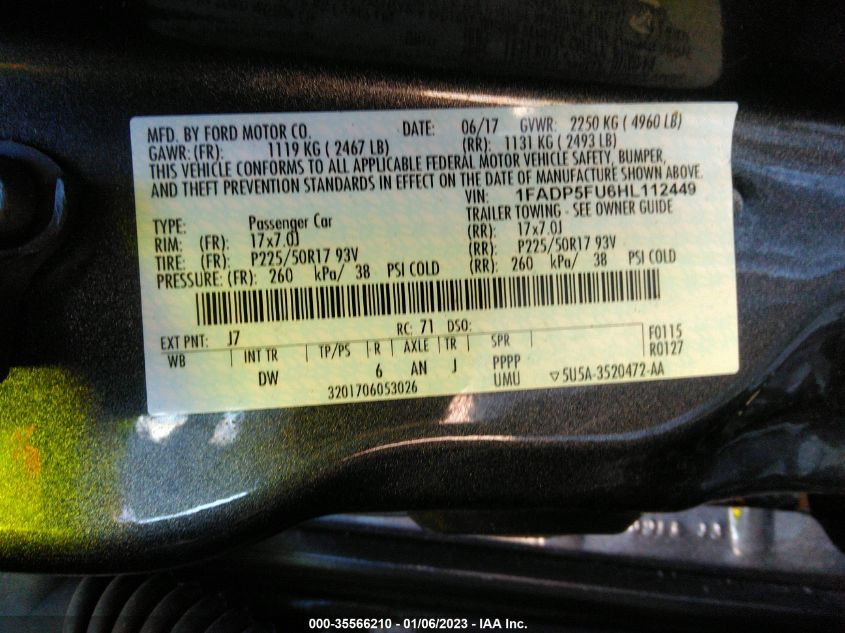 MFD. BY FORD MOTOR CO. DATE: 06/17 GVWR: 2250 KG ( 4960 LB)
GAWR: (FR): 1119 KG ( 2467 LB) (RR): 1131 KG ( 2493 LB)
THIS VEHICLE CONFORMS TO ALL APPLICABLE FEDERAL MOTOR VEHICLE SAFETY, BUMPER,
AND THEFT PREVENTION STANDARDS IN EFFECT ON THE DATE OF MANUFACTURE SHOWN ABOVE.
VIN: 1FADP5FU6HL112449
TYPE: Passenger Car TRAILER TOWING - SEE OWNER GUIDE
RIM: (FR): 17x7.0J (RR): 17x7.0J
TIRE: (FR): P225/50R17 93V (RR): P225/50R17 93V
PRESSURE: (FR): 260 kPa/ 38 PSI COLD (RR): 260 kPa/ 38 PSI COLD
EXT PNT: J7 RC: 71 DSO: F0115
WB INT TR TP/PS R AXLE TR SPR R0127
DW 6 AN J PPPP
3201706053026 UMU ▽5U5A-3520472-AA
000-35566210 - 01/06/2023 - IAA Inc.